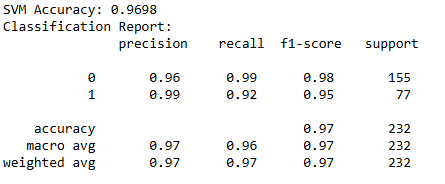 SVM Accuracy: 0.9698
Classification Report:
precision recall f1-score support
0 0.96 0.99 0.98 155
1 0.99 0.92 0.95 77
accuracy 0.97 232
macro avg 0.97 0.96 0.97 232
weighted avg 0.97 0.97 0.97 232